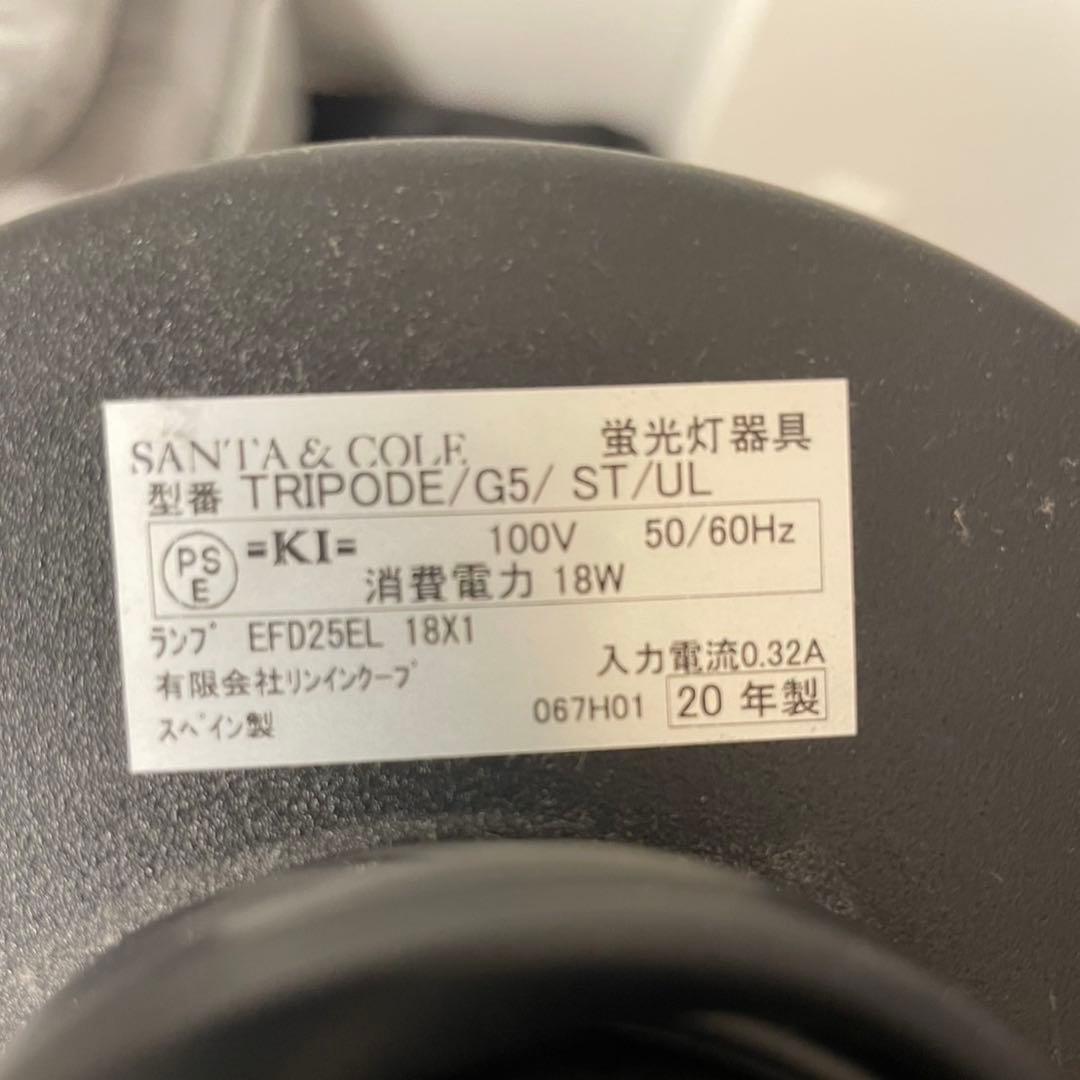 SANTA & COLE 蛍光灯器具
型番 TRIPODE/G5/ ST/UL
PSE =KI= 100V 50/60Hz
消費電力 18W
ランプ EFD25EL 18X1
入力電流0.32A
有限会社リンインクープ
スペイン製 067H01 20 年製